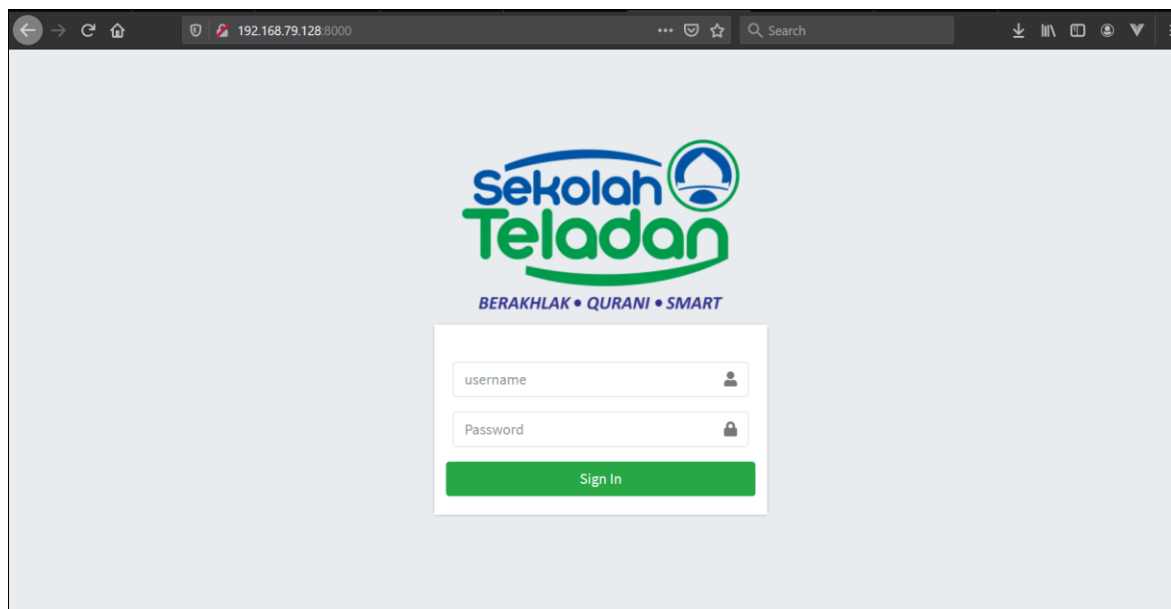 192.168.79.128:8000
Search
Sekolah
Teladan
BERAKHLAK • QURANI • SMART
username
Password
Sign In